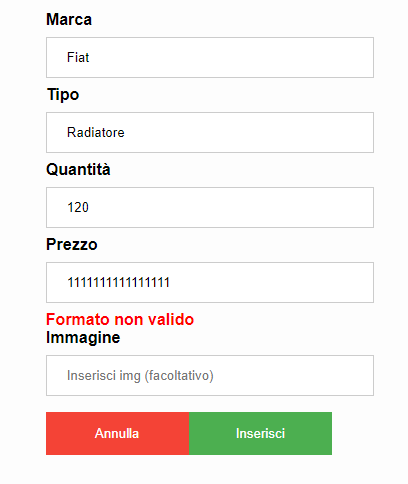 Marca
Fiat
Tipo
Radiatore
Quantità
120
Prezzo
1111111111111111
Formato non valido
Immagine
Inserisci img (facoltativo)
Annulla Inserisci